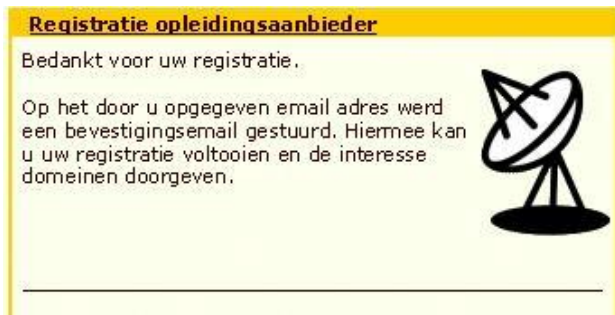 Registratie opleidingsaanbieder
Bedankt voor uw registratie.
Op het door u opgegeven email adres werd
een bevestigingsemail gestuurd. Hiermee kan
u uw registratie voltooien en de interesse
domeinen doorgeven.